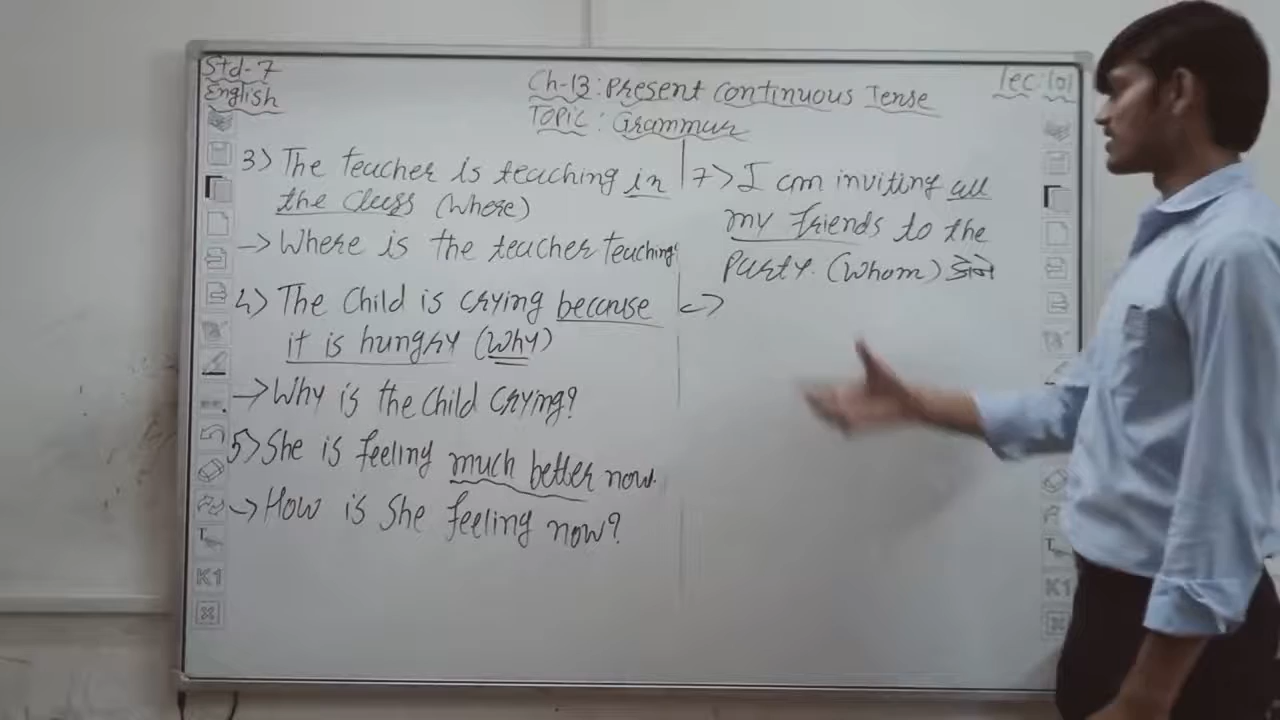 Std-7
English
Ch-13: Present Continuous Tense
TOPIC: Grammur
lec:101
3> The teacher is teaching in
the Class (Where)
→ Where is the teacher teaching?
4> The Child is crying because
it is hungry (Why)
→ Why is the Child Crying?
5> She is feeling much better now.
→ How is She feeling now?
7> I am inviting all
my friends to the
Party. (Whom)
K1
K1